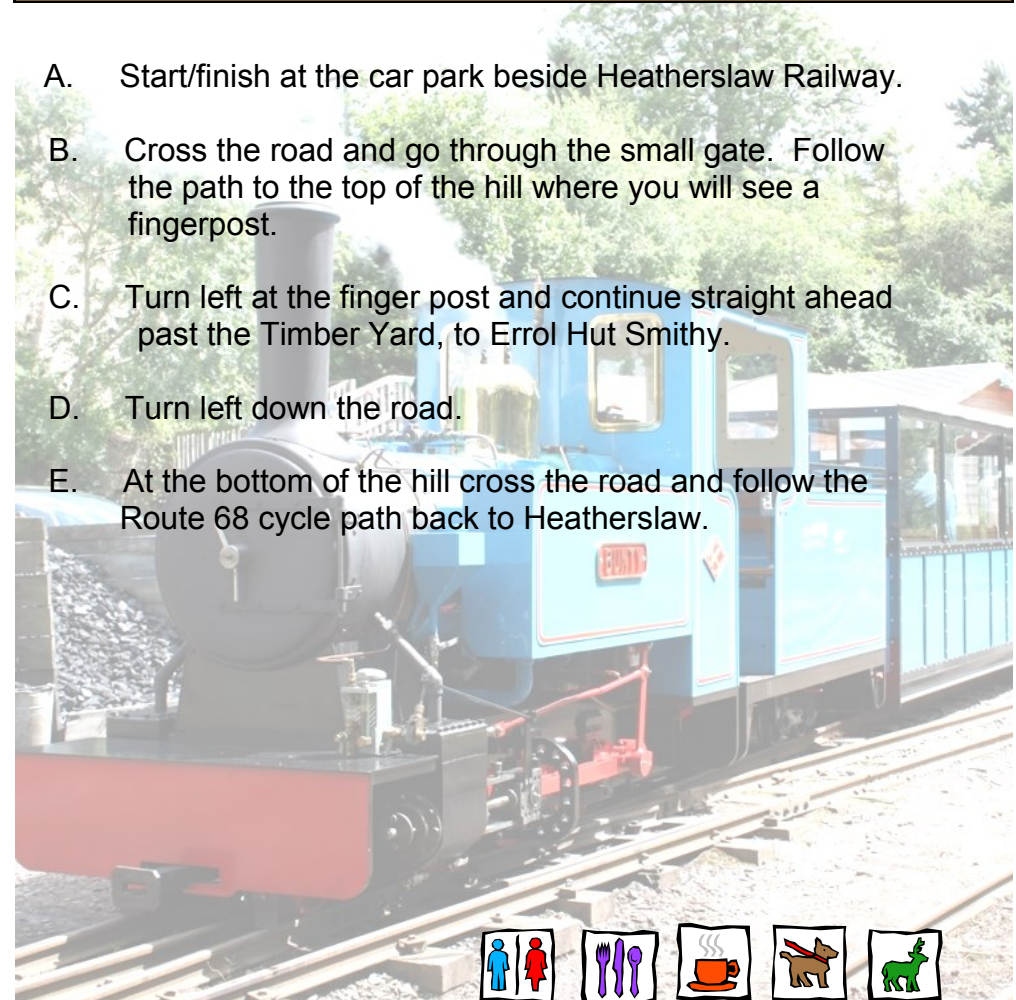 A. Start/finish at the car park beside Heatherslaw Railway.
B. Cross the road and go through the small gate. Follow
the path to the top of the hill where you will see a
fingerpost.
C. Turn left at the finger post and continue straight ahead
past the Timber Yard, to Errol Hut Smithy.
D. Turn left down the road.
E. At the bottom of the hill cross the road and follow the
Route 68 cycle path back to Heatherslaw.